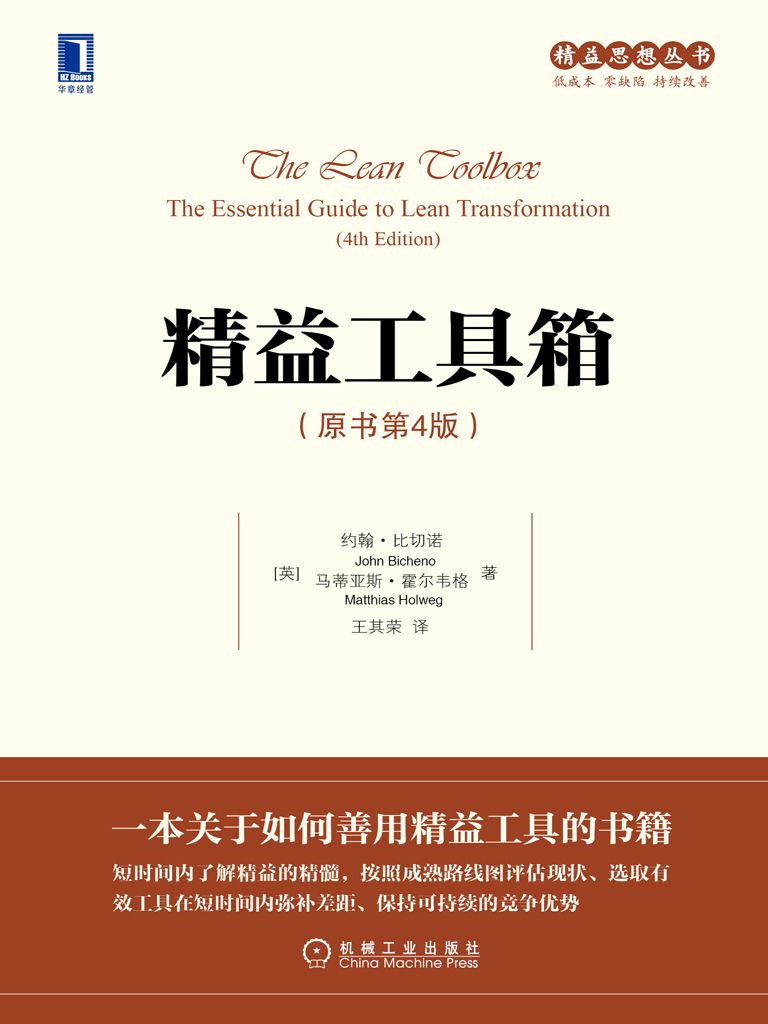 HZ Books
华章经管
精益思想丛书
低成本 零缺陷 持续改善
The Lean Toolbox
The Essential Guide to Lean Transformation
(4th Edition)
精益工具箱
（原书第4版）
约翰·比切诺
John Bicheno
[英] 马蒂亚斯·霍尔韦格 著
Matthias Holweg
王其荣 译
一本关于如何善用精益工具的书籍
短时间内了解精益的精髓，按照成熟路线图评估现状、选取有
效工具在短时间内弥补差距、保持可持续的竞争优势
机械工业出版社
China Machine Press